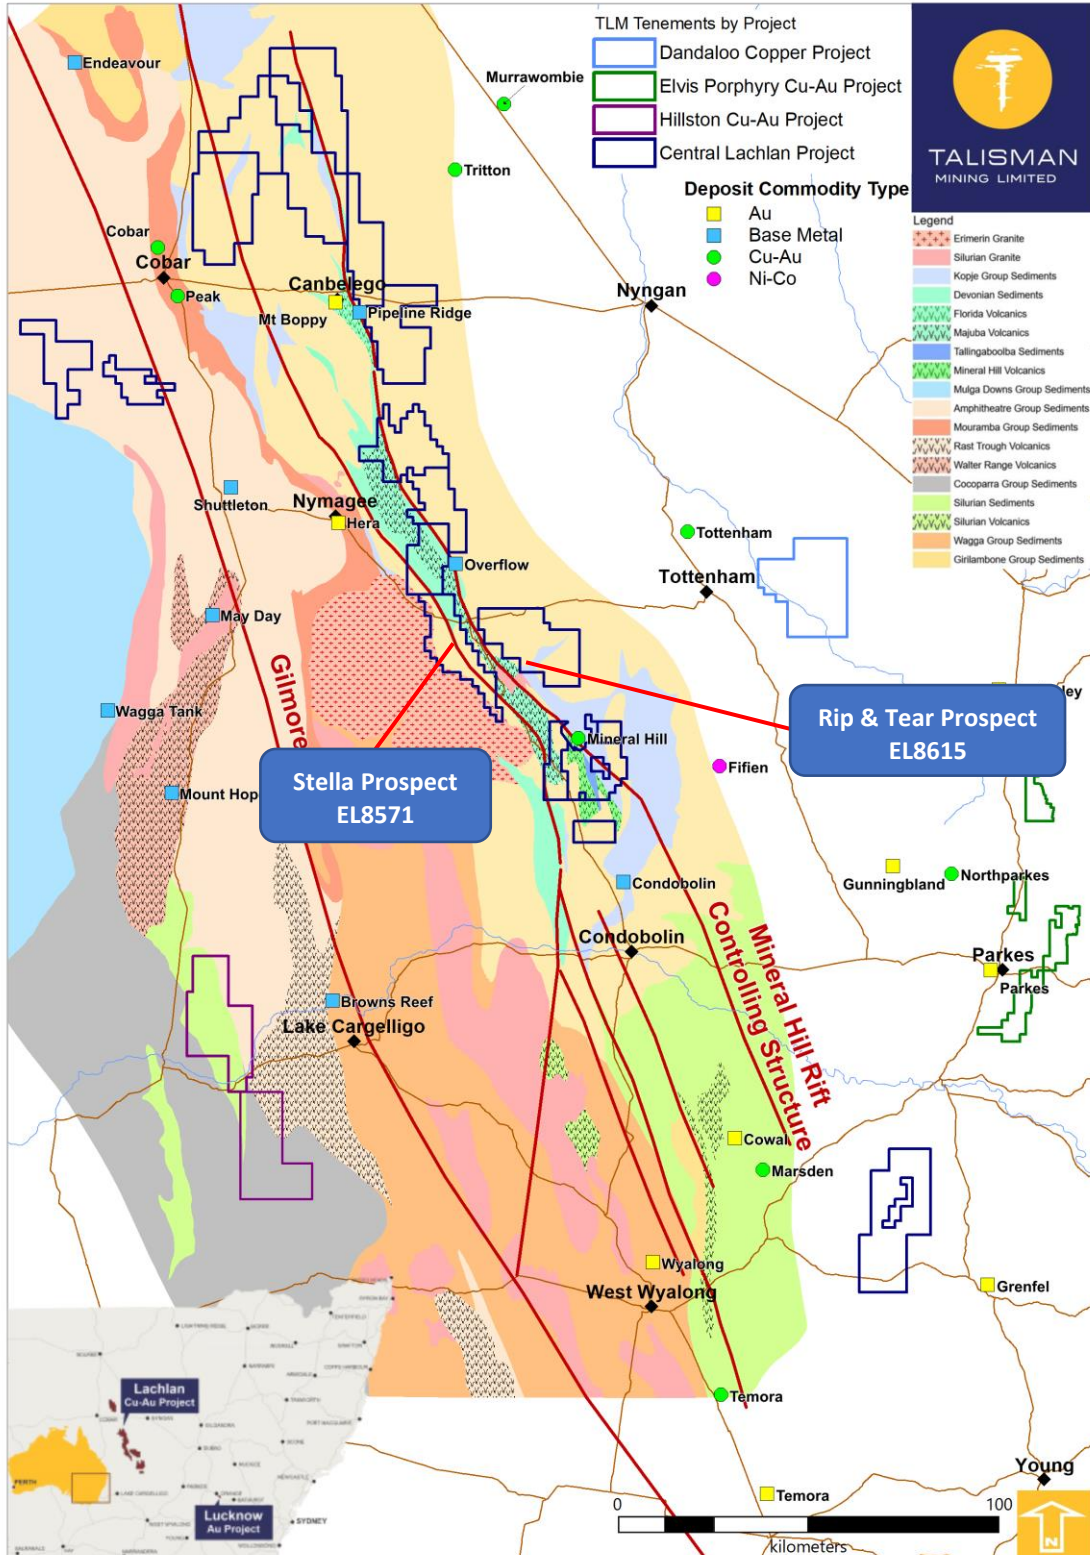 TLM Tenements by Project
Dandaloo Copper Project
Elvis Porphyry Cu-Au Project
Hillston Cu-Au Project
Central Lachlan Project
Deposit Commodity Type
Au
Base Metal
Cu-Au
Ni-Co
TALISMAN
MINING LIMITED
Legend
Erimerin Granite
Silurian Granite
Kopje Group Sediments
Devonian Sediments
Florida Volcanics
Majuba Volcanics
Tallingaboolba Sediments
Mineral Hill Volcanics
Mulga Downs Group Sediments
Amphitheatre Group Sediments
Mouramba Group Sediments
Rast Trough Volcanics
Walter Range Volcanics
Cocoparra Group Sediments
Silurian Sediments
Silurian Volcanics
Wagga Group Sediments
Girilambone Group Sediments
Endeavour
Murrawombie
Tritton
Cobar
Cobar
Peak
Canbelego
Mt Boppy
Pipeline Ridge
Nyngan
Shuttleton
Nymagee
Hera
Overflow
Tottenham
Tottenham
May Day
Gilmore
Wagga Tank
Mount Hope
Stella Prospect
EL8571
Rip & Tear Prospect
EL8615
ley
Mineral Hill
Fifien
Gunningbland
Northparkes
Condobolin
Condobolin
Mineral Hill Rift
Controlling Structure
Parkes
Parkes
Browns Reef
Lake Cargelligo
Cowal
Marsden
Wyalong
West Wyalong
Grenfel
Temora
Temora
Young
0
100
kilometers
N
Lachlan
Cu-Au Project
Lucknow
Au Project
PERTH
SYDNEY